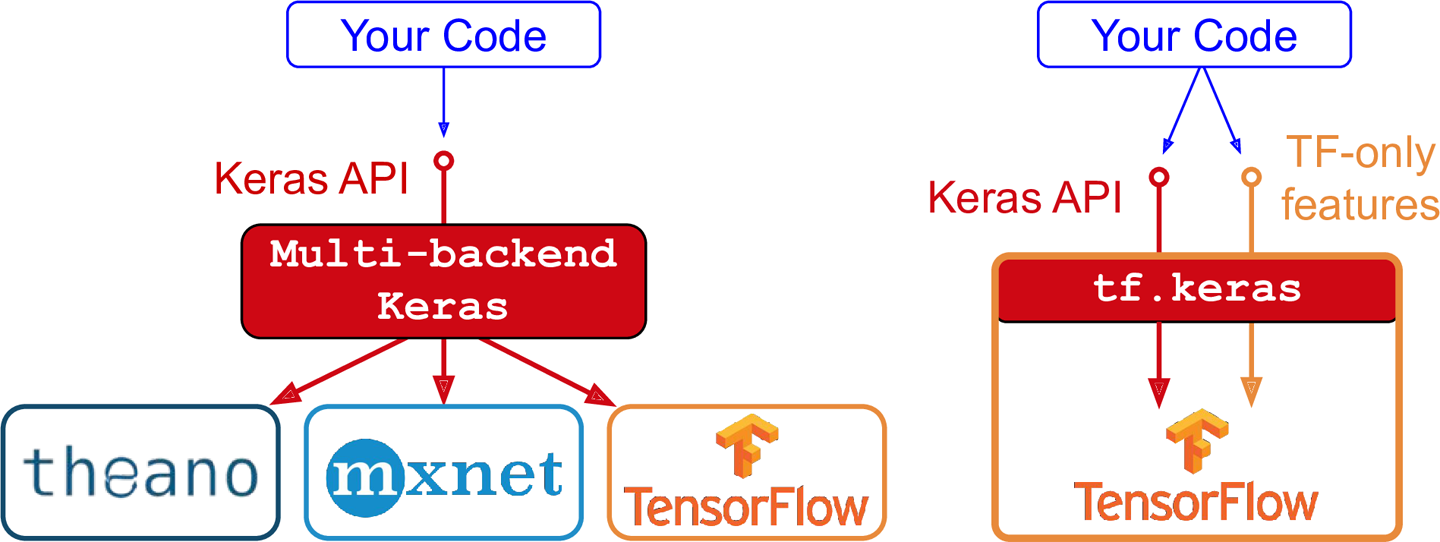 Your Code
Keras API
Multi-backend
Keras
theano
mxnet
TensorFlow
Your Code
Keras API
TF-only
features
tf.keras
TensorFlow